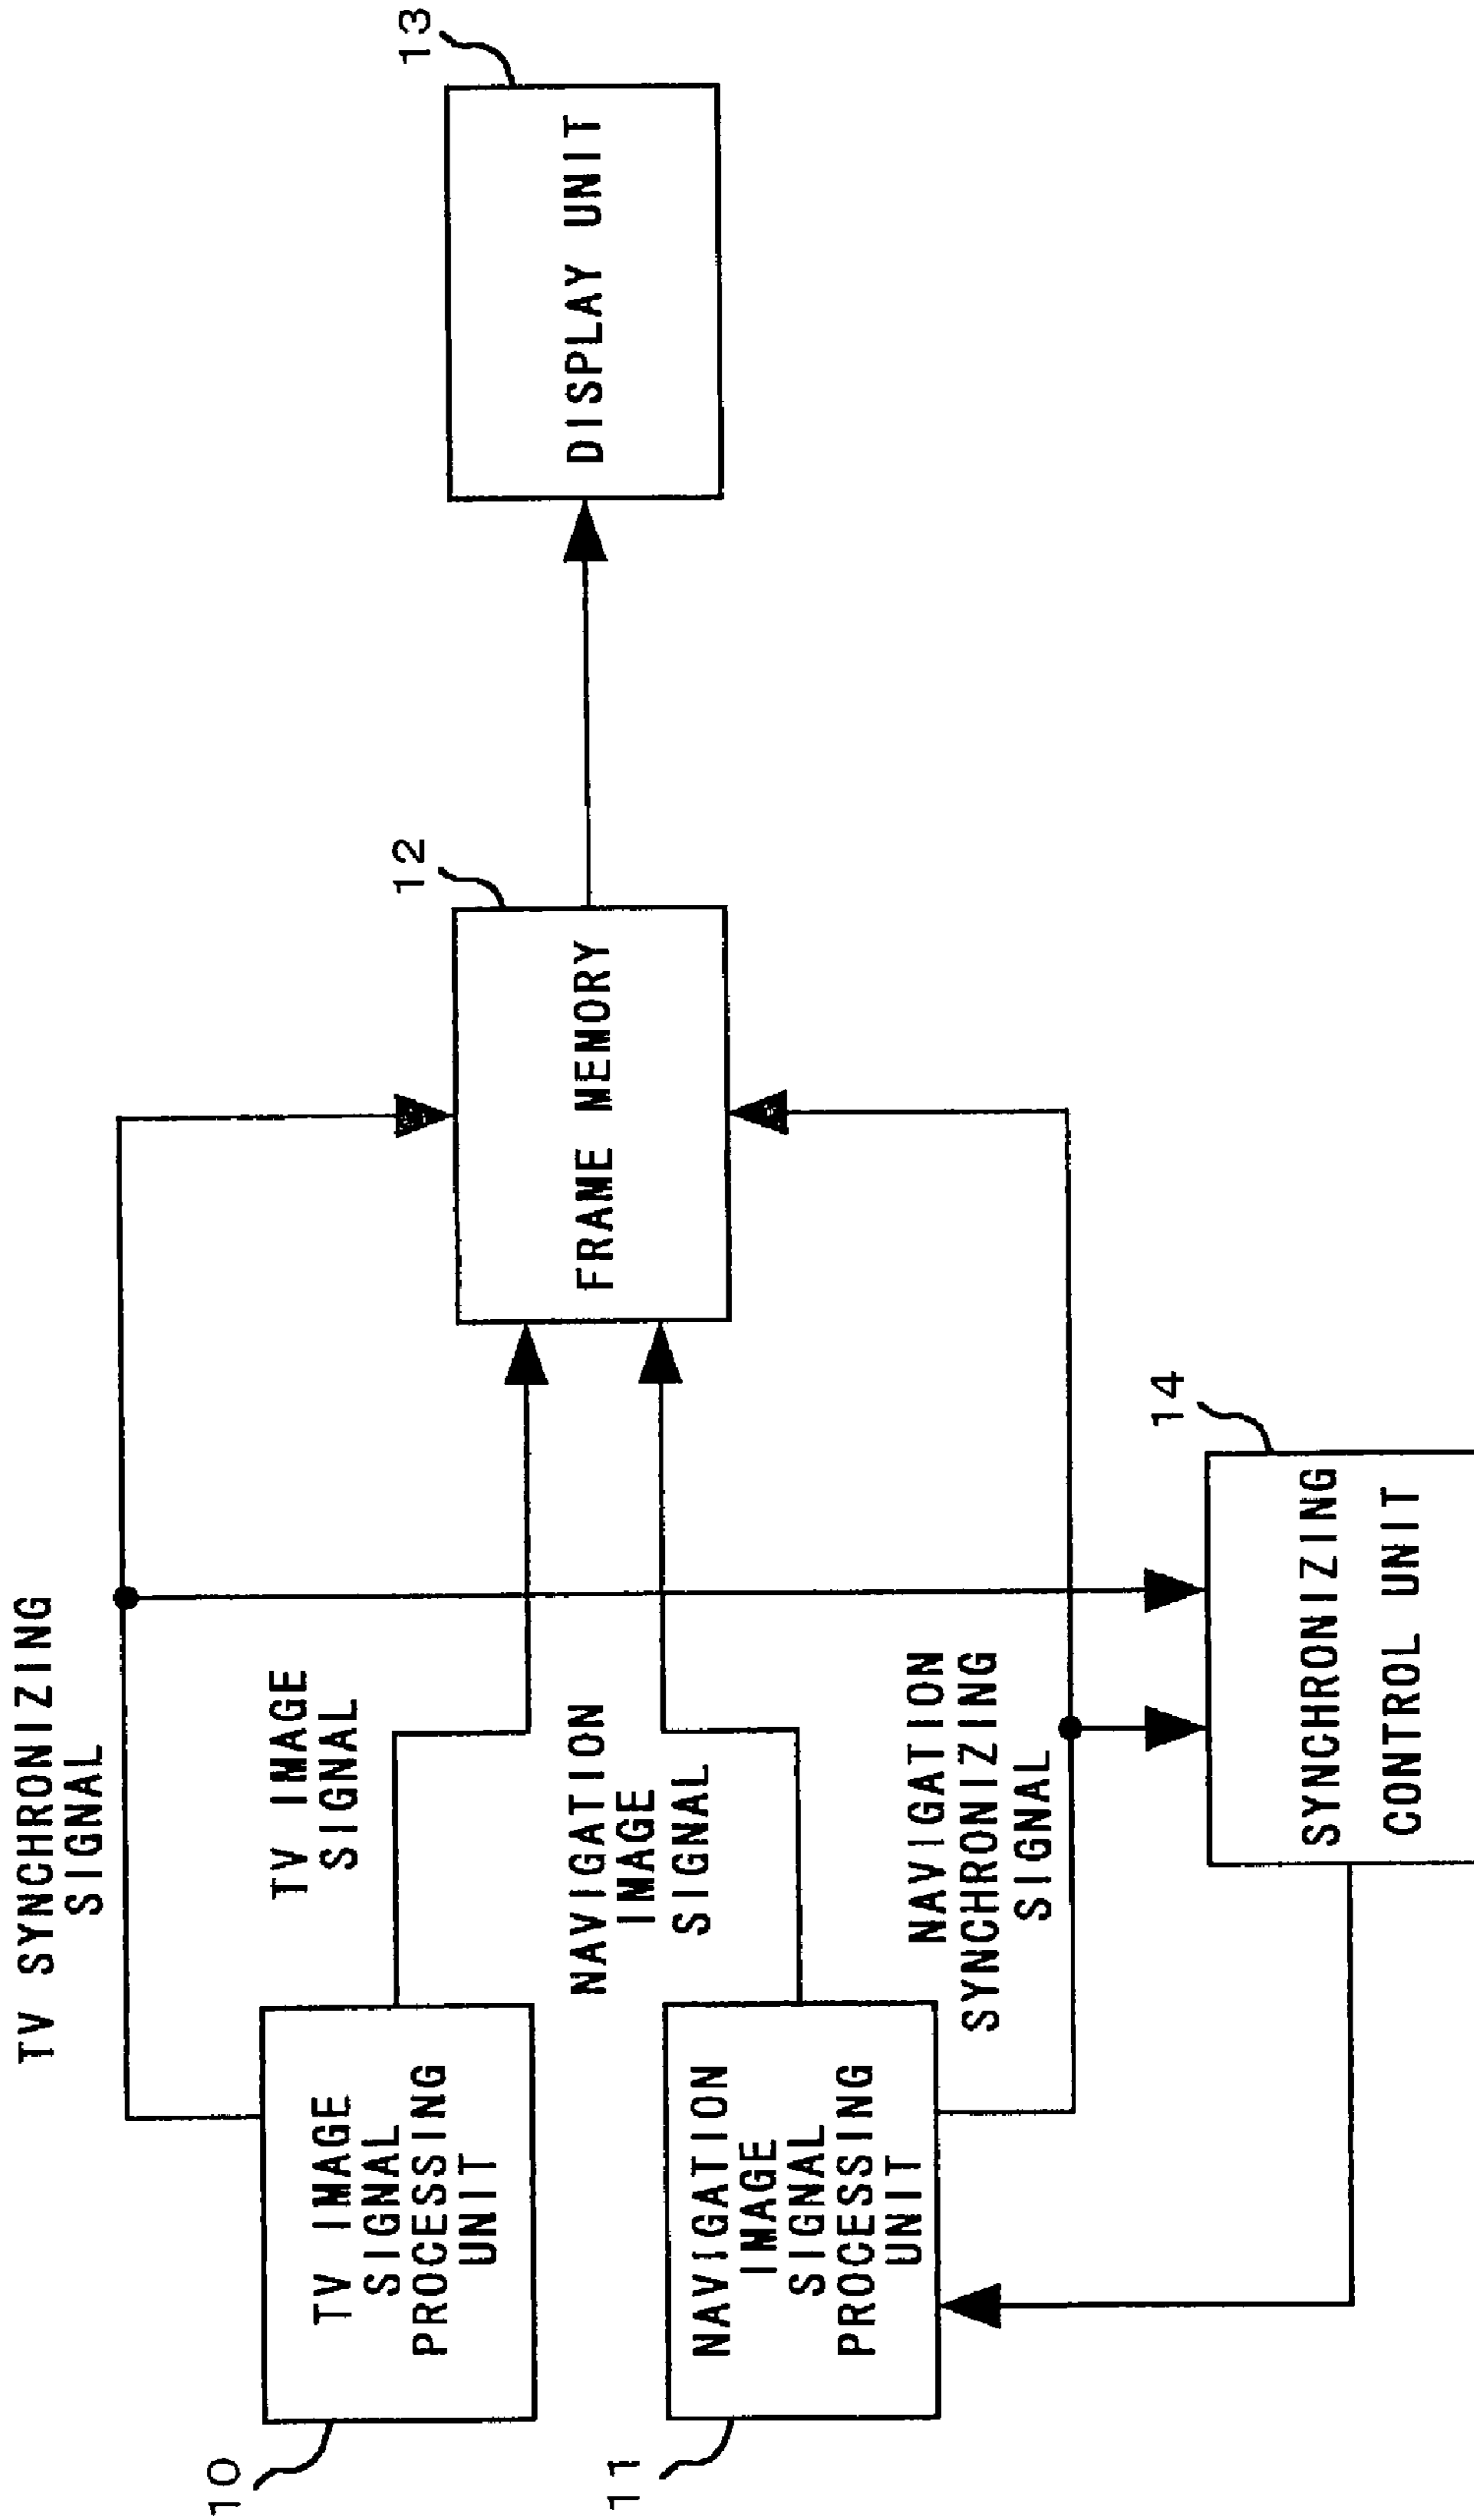 TV SYNCHRONIZING
SIGNAL
10
TV IMAGE
SIGNAL
PROCESSING
UNIT
TV IMAGE
SIGNAL
12
FRAME MEMORY
13
DISPLAY UNIT
11
NAVIGATION
IMAGE
SIGNAL
PROCESSING
UNIT
NAVIGATION
IMAGE
SIGNAL
NAVIGATION
SYNCHRONIZING
SIGNAL
14
SYNCHRONIZING
CONTROL UNIT